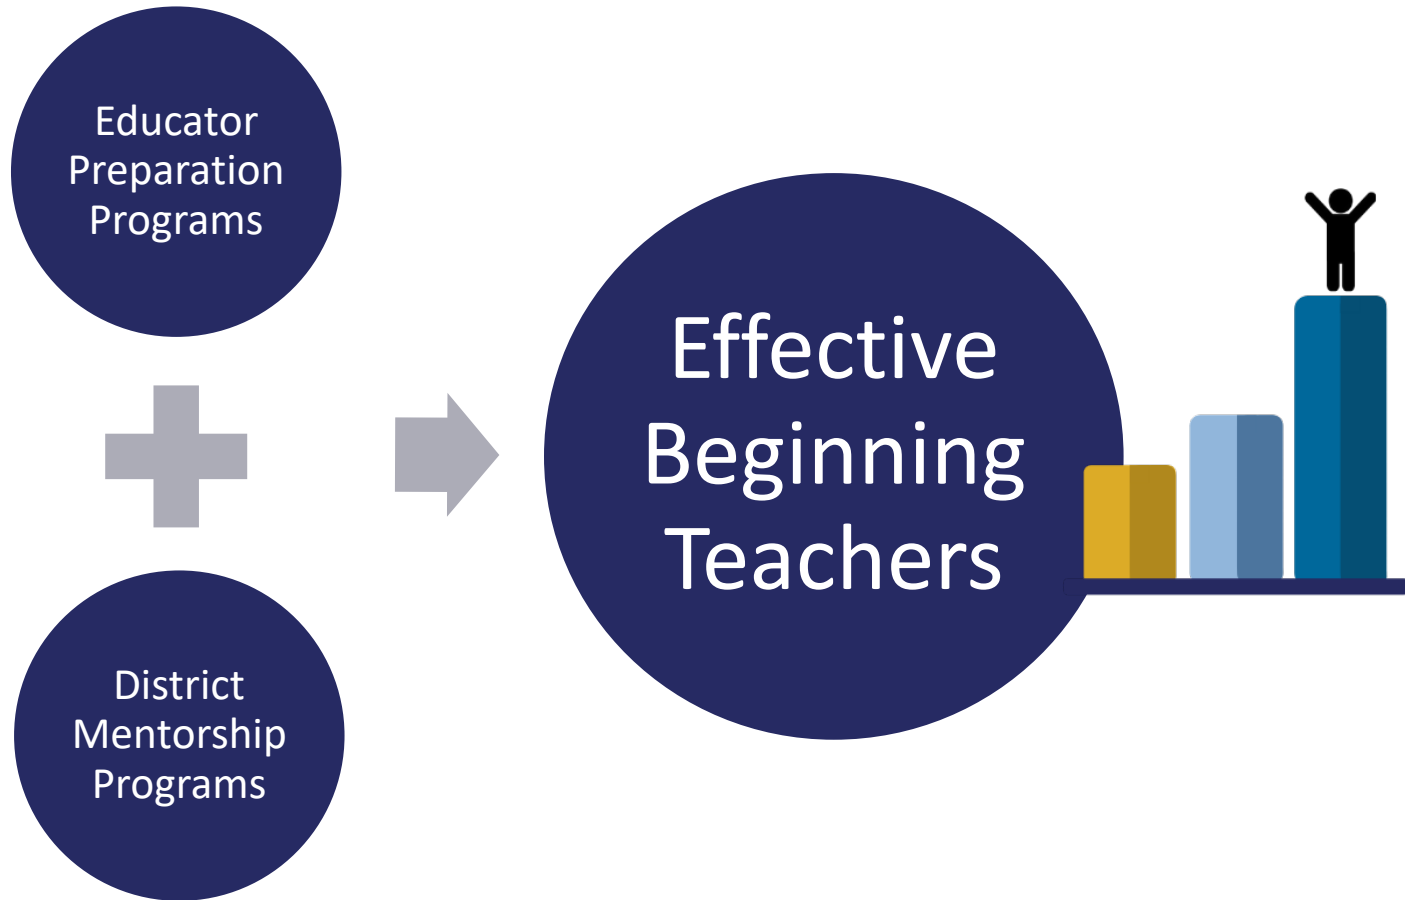 Educator
Preparation
Programs
District
Mentorship
Programs
Effective
Beginning
Teachers